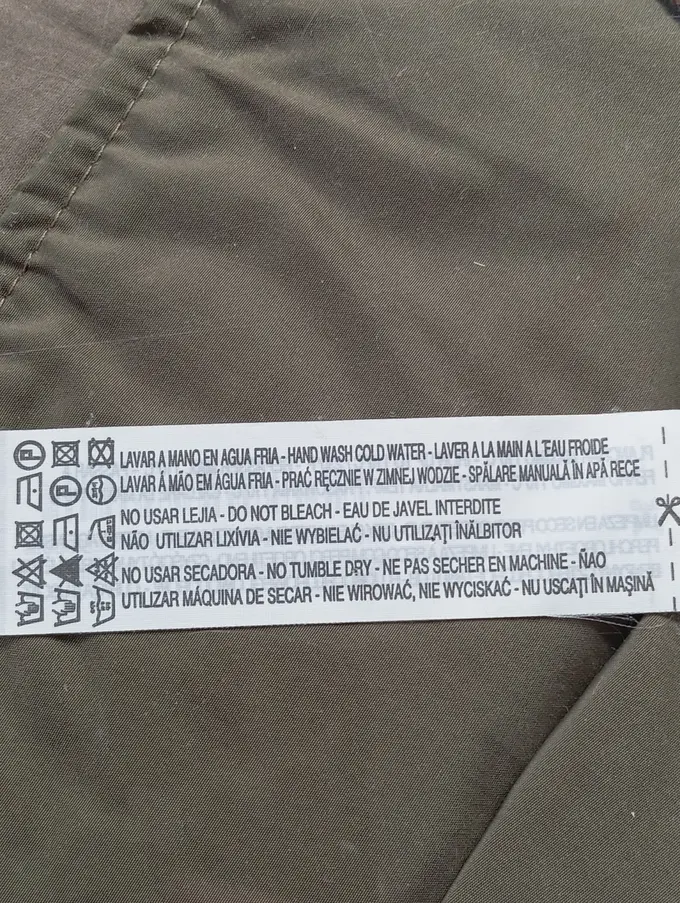 LAVAR A MANO EN AGUA FRIA - HAND WASH COLD WATER - LAVER A LA MAIN A L'EAU FROIDE
LAVAR Á MÃO EM ÁGUA FRIA - PRAĆ RĘCZNIE W ZIMNEJ WODZIE - SPĂLARE MANUALĂ ÎN APĂ RECE
NO USAR LEJIA - DO NOT BLEACH - EAU DE JAVEL INTERDITE
NÃO UTILIZAR LIXÍVIA - NIE WYBIELAĆ - NU UTILIZAȚI ÎNĂLBITOR
NO USAR SECADORA - NO TUMBLE DRY - NE PAS SECHER EN MACHINE - ÑAO
UTILIZAR MÁQUINA DE SECAR - NIE WIROWAĆ, NIE WYCISKAĆ - NU USCAȚI ÎN MAȘINĂ